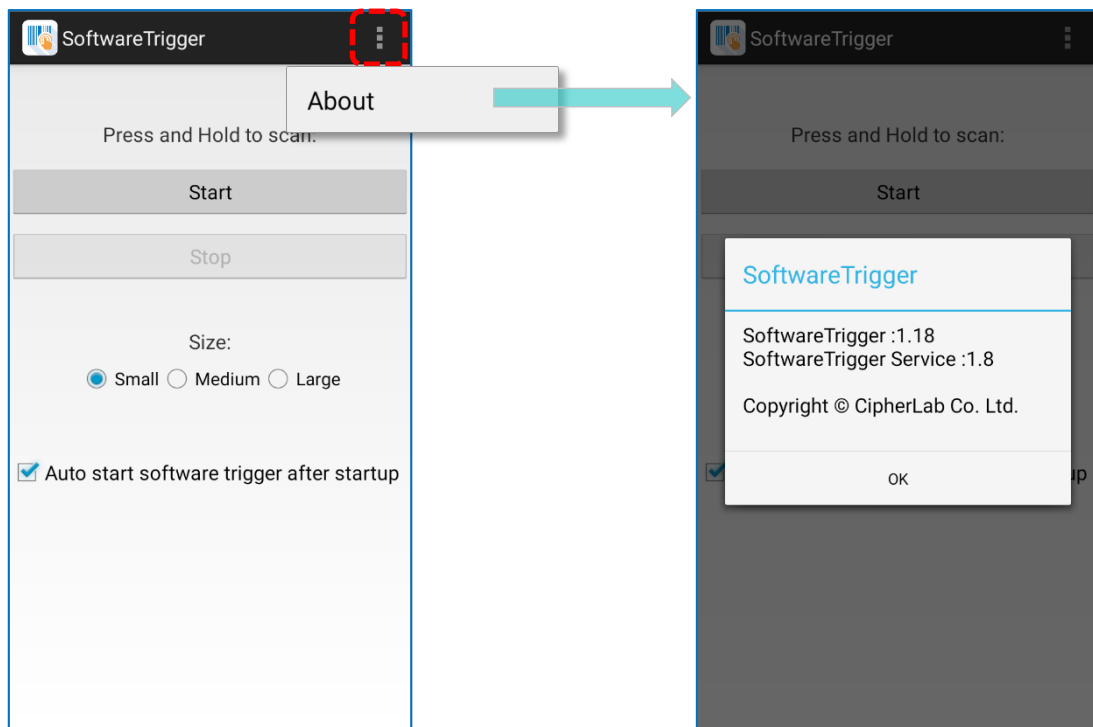 SoftwareTrigger
About
Press and Hold to scan:
Start
Stop
Size:
Small Medium Large
Auto start software trigger after startup
SoftwareTrigger
Press and Hold to scan:
Start
SoftwareTrigger
SoftwareTrigger :1.18
SoftwareTrigger Service :1.8
Copyright © CipherLab Co. Ltd.
OK
up